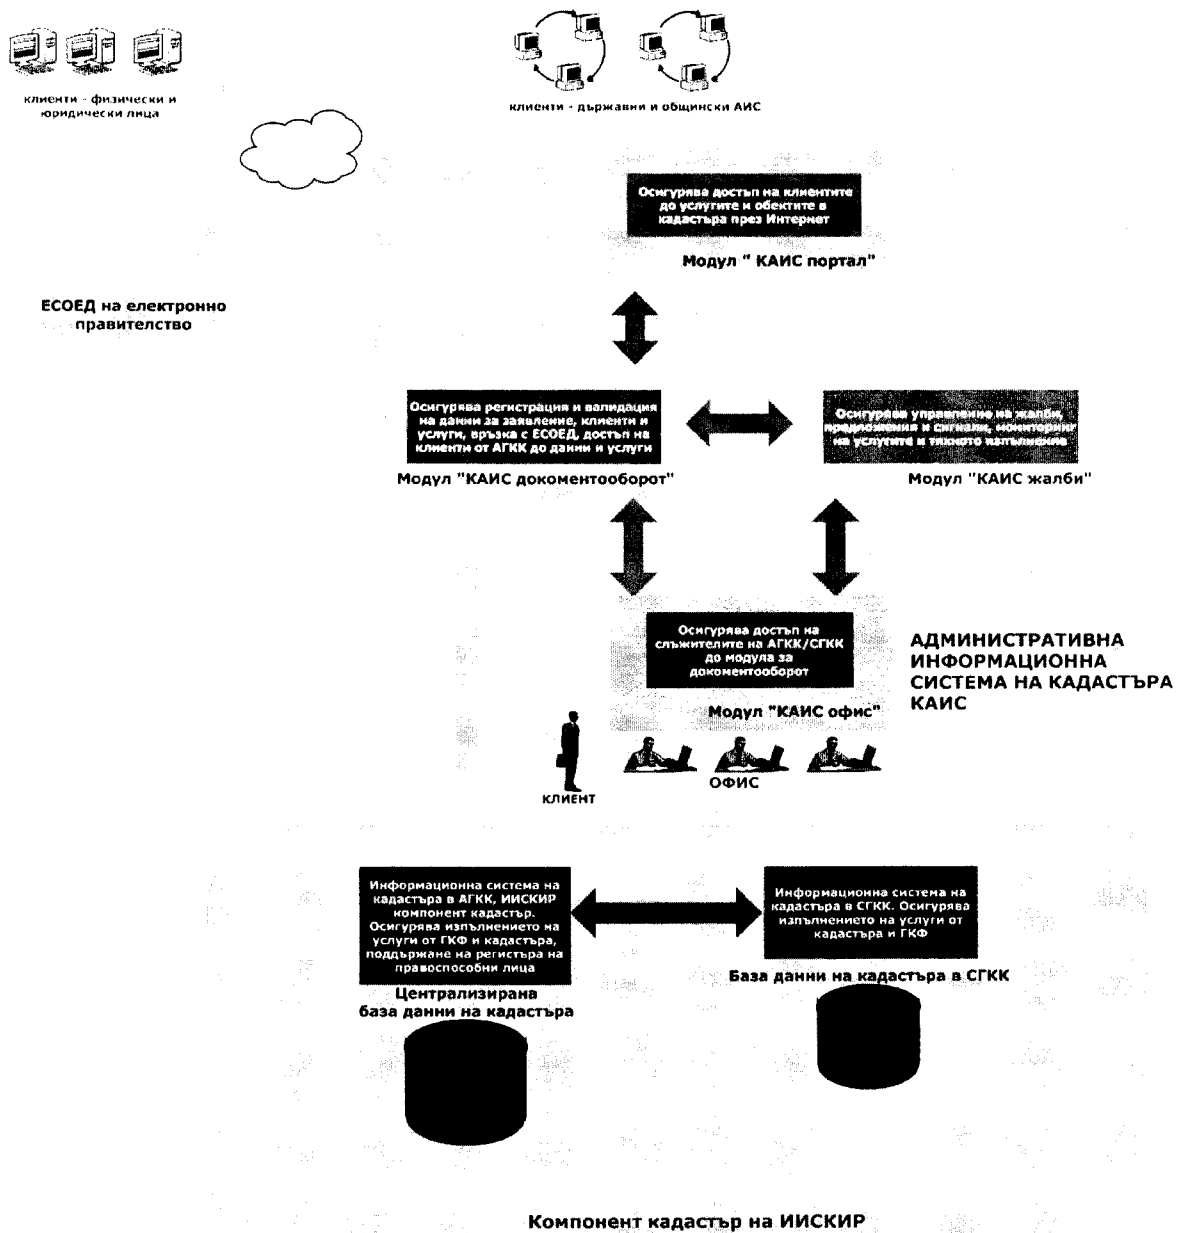 клиенти - физически и
юридически лица
клиенти - държавни и общински АИС
Осигурява достъп на клиентите
до услугите и обектите в
кадастъра през Интернет
Модул " КАИС портал"
ЕСОЕД на електронно
правителство
Осигурява регистрация и валидация
на данни за заявление, клиенти и
услуги, връзка с ЕСОЕД, достъп на
клиенти от АГКК до данни и услуги
Модул "КАИС докоментооборот"
Осигурява управление на жалби,
предложения и сигнали, мониторинг
на услугите и тяхното изпълнение
Модул "КАИС жалби"
Осигурява достъп на
слъжителите на АГКК/СГКК
до модула за
докоментооборот
Модул "КАИС офис"
АДМИНИСТРАТИВНА
ИНФОРМАЦИОННА
СИСТЕМА НА КАДАСТЪРА
КАИС
КЛИЕНТ
ОФИС
Информационна система на
кадастъра в АГКК, ИИСКИР
компонент кадастър.
Осигурява изпълнението на
услуги от ГКФ и кадастъра,
поддържане на регистъра на
правоспособни лица
Централизирана
база данни на кадастъра
Информационна система на
кадастъра в СГКК. Осигурява
изпълнението на услуги от
кадастъра и ГКФ
База данни на кадастъра в СГКК
Компонент кадастър на ИИСКИР